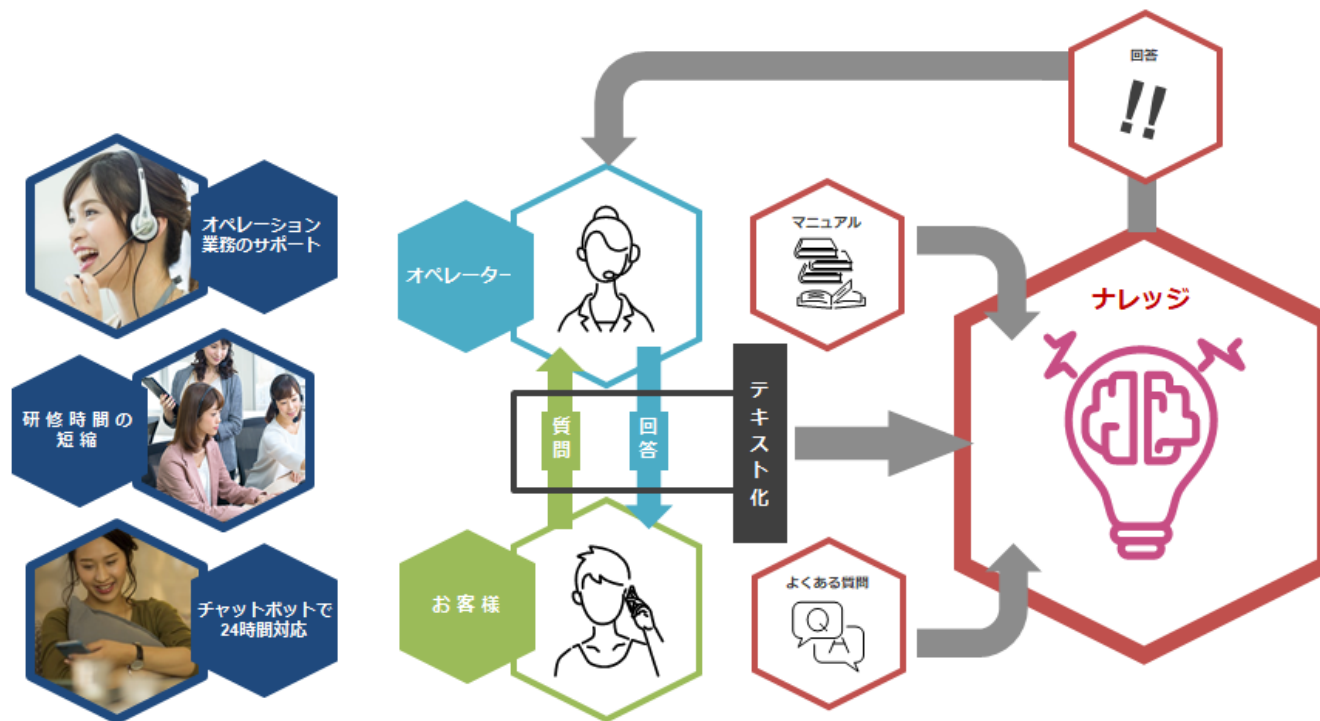 オペレーション
業務のサポート
研修時間の
短縮
チャットボットで
24時間対応
オペレーター
質問
回答
お客様
テキスト化
マニュアル
よくある質問
Q
A
ナレッジ
回答
!!